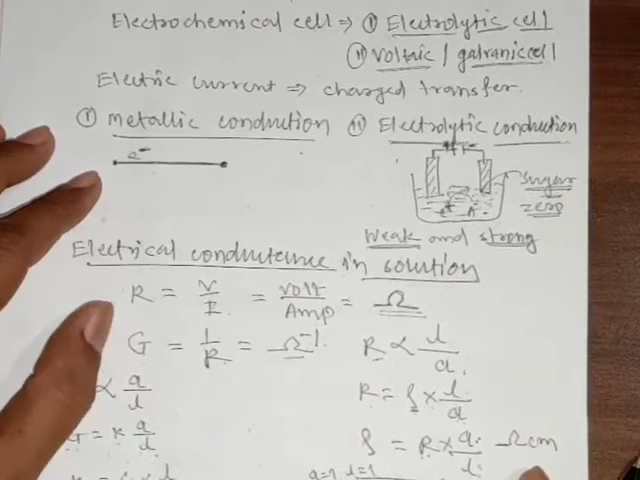 Electrochemical cell ⇒ ① Electrolytic cell
② voltaic / galvanic cell
Electric current ⇒ charged transfer.
① metallic conduction ② Electrolytic conduction
e⁻
sugar
zero
Weak and strong
Electrical conductance in solution
R = V/I = volt/Amp = Ω
G = 1/R = Ω⁻¹. R ∝ l/a
∝ a/l R = ρ × l/a
G = κ a/l ρ = R × a/l Ω cm
a=1 l=1